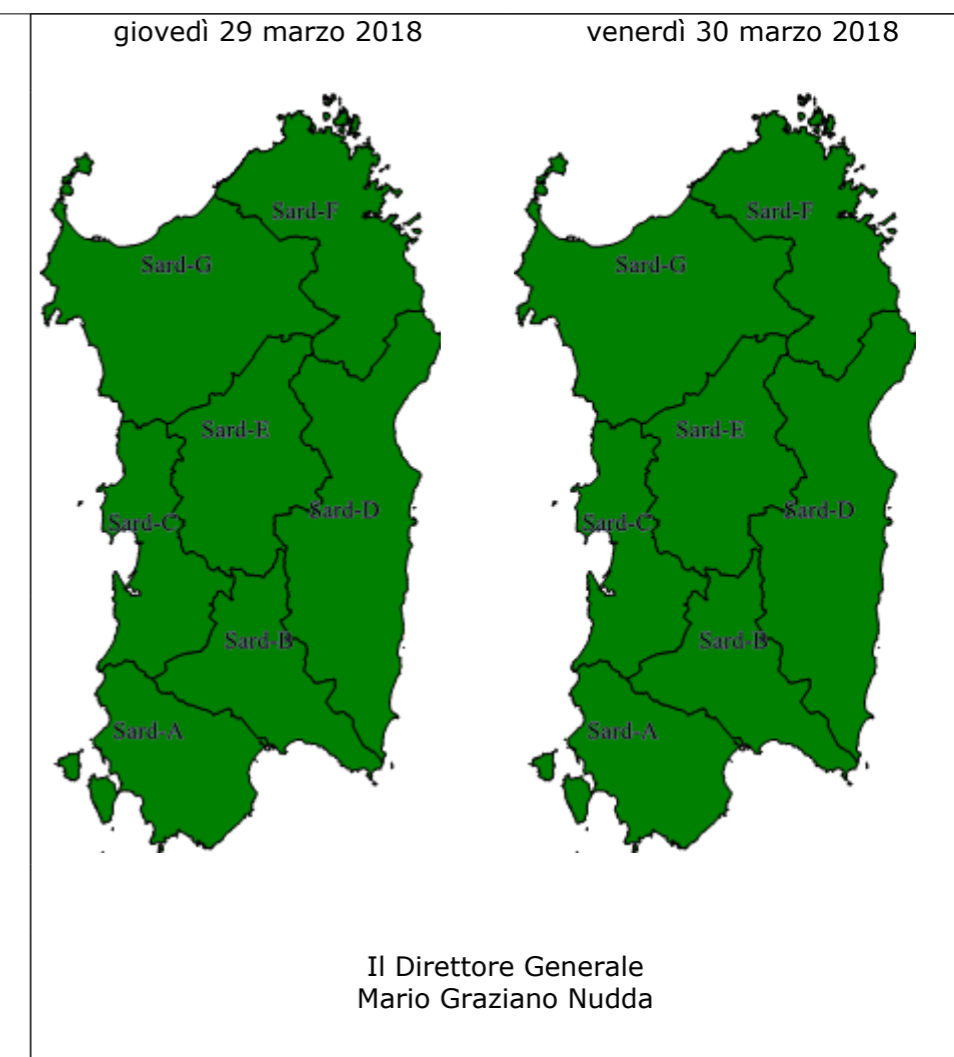 giovedì 29 marzo 2018
venerdì 30 marzo 2018
Sard-F
Sard-G
Sard-E
Sard-C
Sard-D
Sard-B
Sard-A
Sard-F
Sard-G
Sard-E
Sard-C
Sard-D
Sard-B
Sard-A
Il Direttore Generale
Mario Graziano Nudda